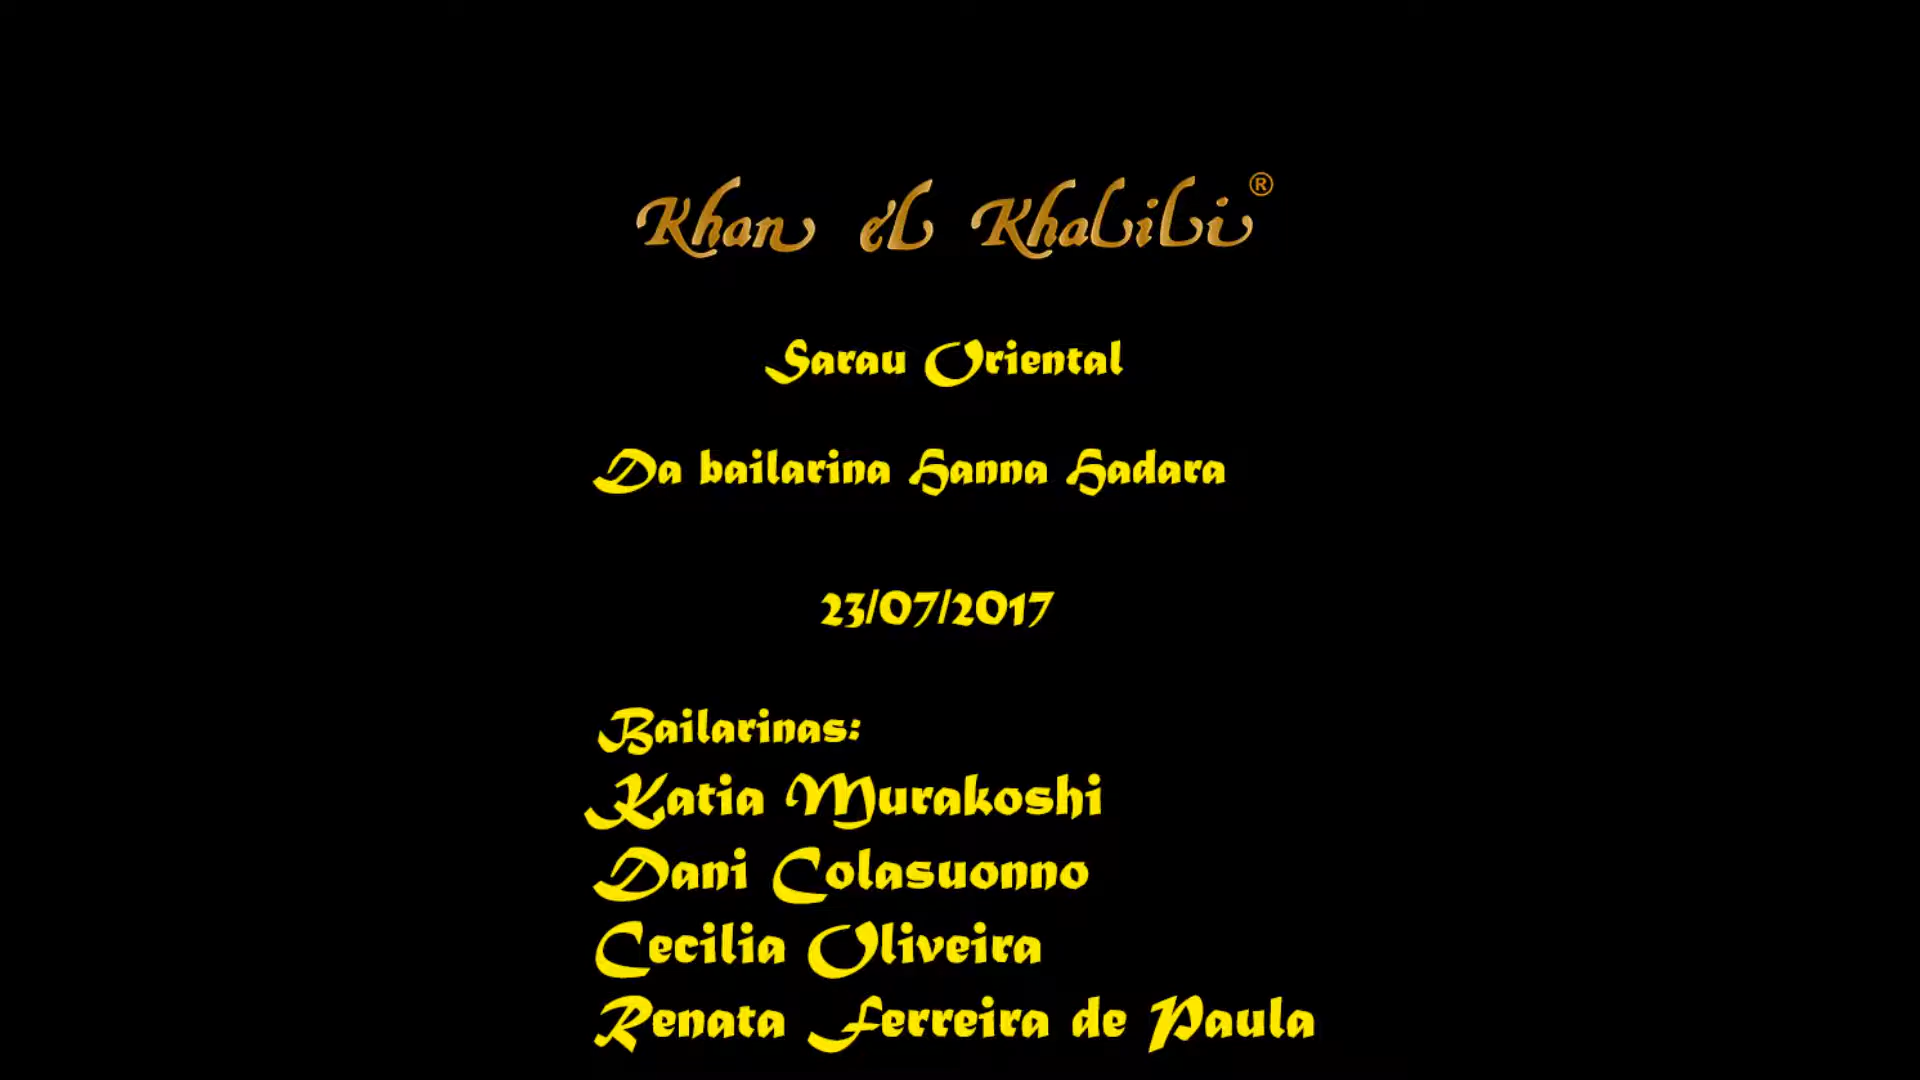 Khan el Khalili®
Sarau Oriental
Da bailarina Hanna Hadara
23/07/2017
Bailarinas:
Katia Murakoshi
Dani Colasuonno
Cecilia Oliveira
Renata Ferreira de Paula